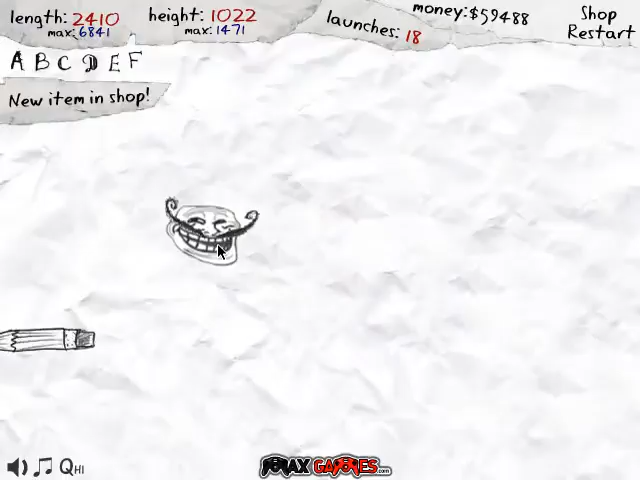 length: 2410
max: 6841
height: 1022
max: 1471
launches: 18
money: $59488
Shop
Restart
A B C D E F
New item in shop!
QHI
MAX GAMES.com